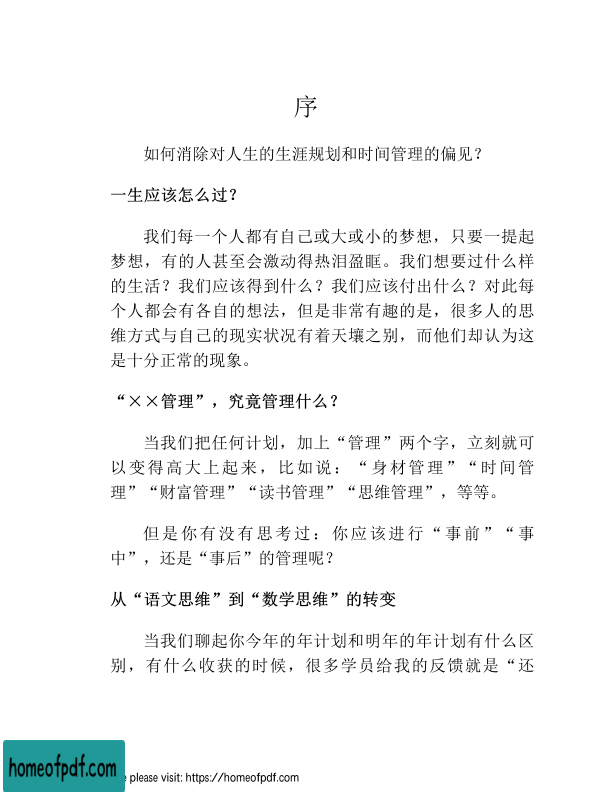 序
如何消除对人生的生涯规划和时间管理的偏见？
一生应该怎么过？
我们每一个人都有自己或大或小的梦想，只要一提起
梦想，有的人甚至会激动得热泪盈眶。我们想要过什么样
的生活？我们应该得到什么？我们应该付出什么？对此每
个人都会有各自的想法，但是非常有趣的是，很多人的思
维方式与自己的现实状况有着天壤之别，而他们却认为这
是十分正常的现象。
“××管理”，究竟管理什么？
当我们把任何计划，加上“管理”两个字，立刻就可
以变得高大上起来，比如说：“身材管理”“时间管
理”“财富管理”“读书管理”“思维管理”，等等。
但是你有没有思考过：你应该进行“事前”“事
中”，还是“事后”的管理呢？
从“语文思维”到“数学思维”的转变
当我们聊起你今年的年计划和明年的年计划有什么区
别，有什么收获的时候，很多学员给我的反馈就是“还
homeofpdf.com
please visit: https://homeofpdf.com